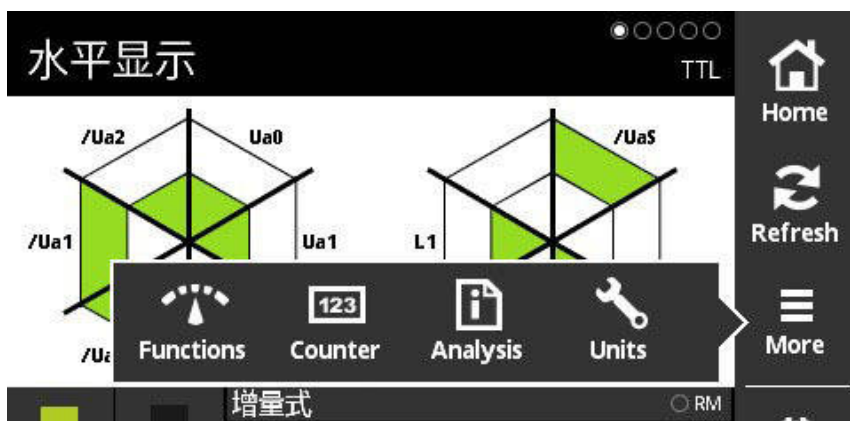 水平显示
TTL
Home
/Ua2
Ua0
/UaS
Refresh
/Ua1
Ua1
L1
123
Functions
Counter
Analysis
Units
More
增量式
RM